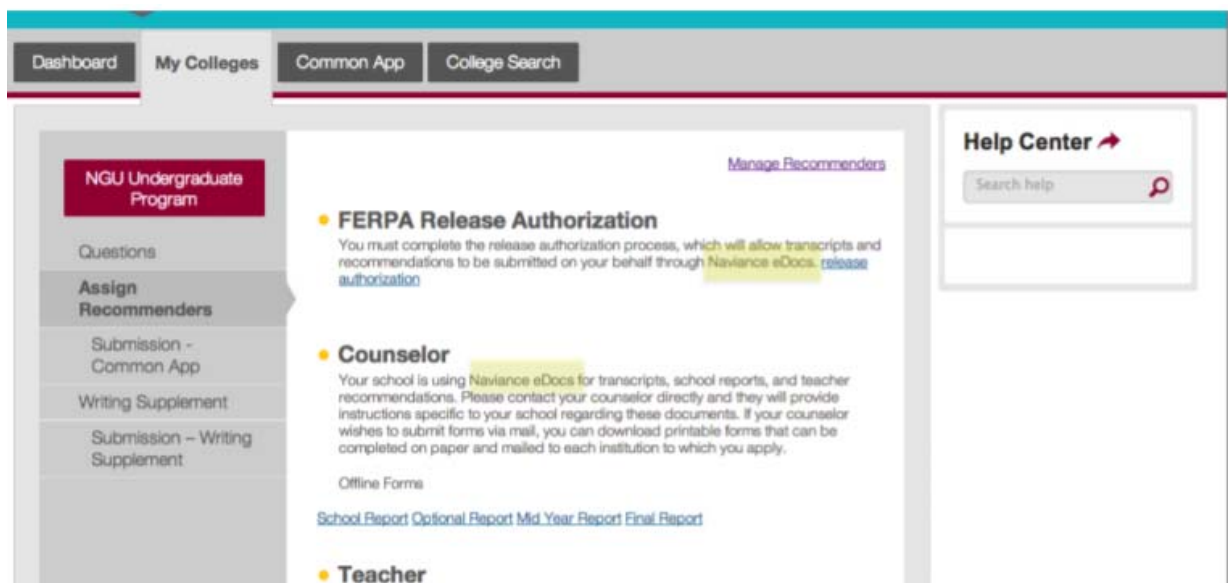 Dashboard
My Colleges
Common App
College Search
NGU Undergraduate
Program
Questions
Assign
Recommenders
Submission -
Common App
Writing Supplement
Submission – Writing
Supplement
Manage Recommenders
FERPA Release Authorization
You must complete the release authorization process, which will allow transcripts and
recommendations to be submitted on your behalf through Naviance eDocs. release
authorization
Counselor
Your school is using Naviance eDocs for transcripts, school reports, and teacher
recommendations. Please contact your counselor directly and they will provide
instructions specific to your school regarding these documents. If your counselor
wishes to submit forms via mail, you can download printable forms that can be
completed on paper and mailed to each institution to which you apply.
Offline Forms
School Report Optional Report Mid Year Report Final Report
Teacher
Help Center
Search help